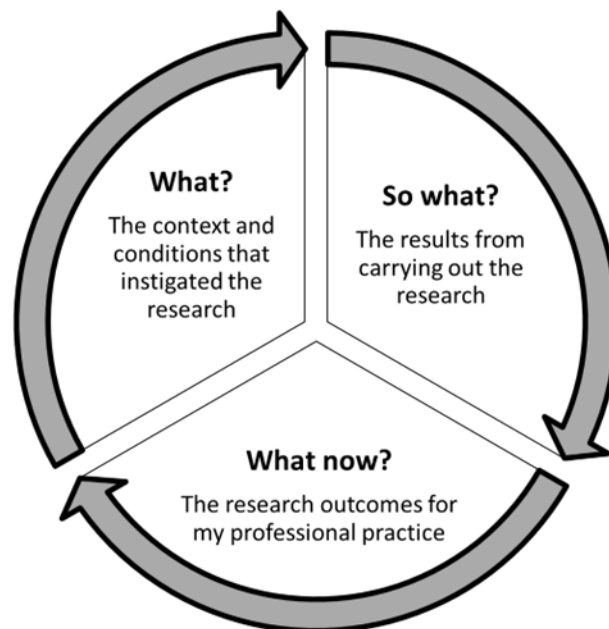 What?
The context and
conditions that
instigated the
research
So what?
The results from
carrying out the
research
What now?
The research outcomes for
my professional practice